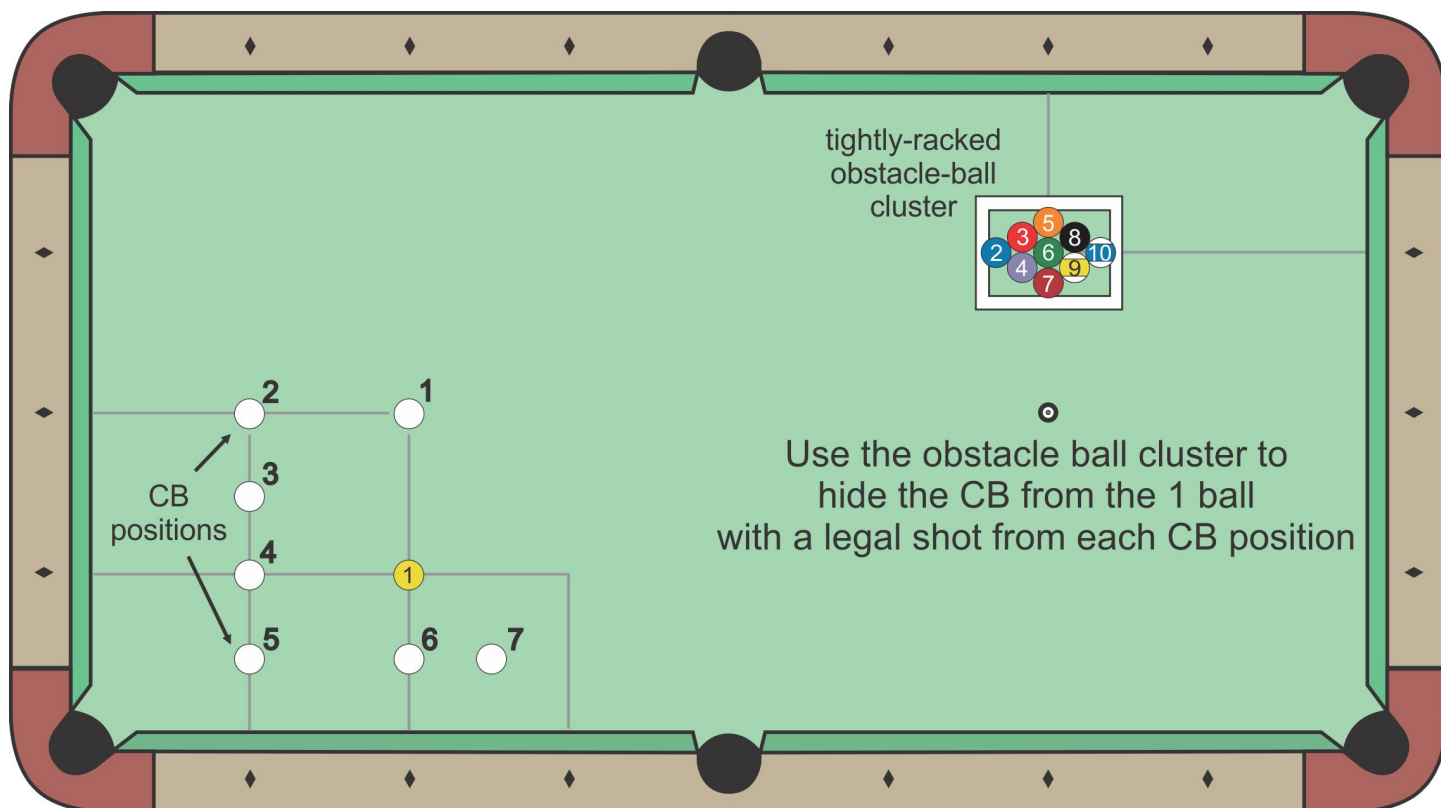 tightly-racked
obstacle-ball
cluster
5
3 8
2 6 10
4 9
7
2 1
Use the obstacle ball cluster to
3
hide the CB from the 1 ball
CB
positions
with a legal shot from each CB position
4
1
5 6 7